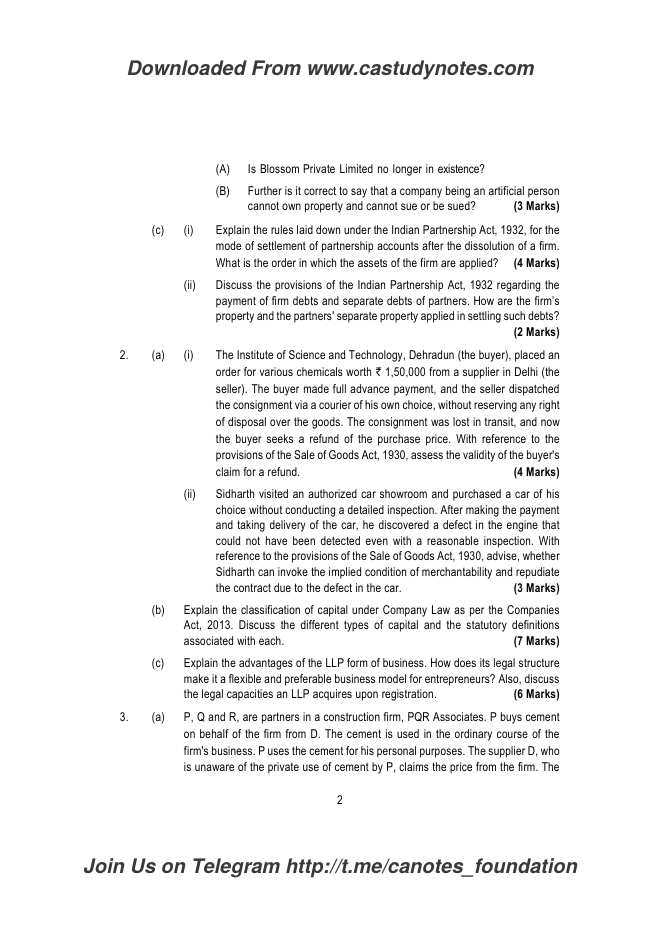 Downloaded From www.castudynotes.com
(A) Is Blossom Private Limited no longer in existence?
(B) Further is it correct to say that a company being an artificial person
cannot own property and cannot sue or be sued? (3 Marks)
(c) (i) Explain the rules laid down under the Indian Partnership Act, 1932, for the
mode of settlement of partnership accounts after the dissolution of a firm.
What is the order in which the assets of the firm are applied? (4 Marks)
(ii) Discuss the provisions of the Indian Partnership Act, 1932 regarding the
payment of firm debts and separate debts of partners. How are the firm's
property and the partners' separate property applied in settling such debts?
(2 Marks)
2. (a) (i) The Institute of Science and Technology, Dehradun (the buyer), placed an
order for various chemicals worth ₹ 1,50,000 from a supplier in Delhi (the
seller). The buyer made full advance payment, and the seller dispatched
the consignment via a courier of his own choice, without reserving any right
of disposal over the goods. The consignment was lost in transit, and now
the buyer seeks a refund of the purchase price. With reference to the
provisions of the Sale of Goods Act, 1930, assess the validity of the buyer's
claim for a refund. (4 Marks)
(ii) Sidharth visited an authorized car showroom and purchased a car of his
choice without conducting a detailed inspection. After making the payment
and taking delivery of the car, he discovered a defect in the engine that
could not have been detected even with a reasonable inspection. With
reference to the provisions of the Sale of Goods Act, 1930, advise, whether
Sidharth can invoke the implied condition of merchantability and repudiate
the contract due to the defect in the car. (3 Marks)
(b) Explain the classification of capital under Company Law as per the Companies
Act, 2013. Discuss the different types of capital and the statutory definitions
associated with each. (7 Marks)
(c) Explain the advantages of the LLP form of business. How does its legal structure
make it a flexible and preferable business model for entrepreneurs? Also, discuss
the legal capacities an LLP acquires upon registration. (6 Marks)
3. (a) P, Q and R, are partners in a construction firm, PQR Associates. P buys cement
on behalf of the firm from D. The cement is used in the ordinary course of the
firm's business. P uses the cement for his personal purposes. The supplier D, who
is unaware of the private use of cement by P, claims the price from the firm. The
2
Join Us on Telegram http://t.me/canotes_foundation